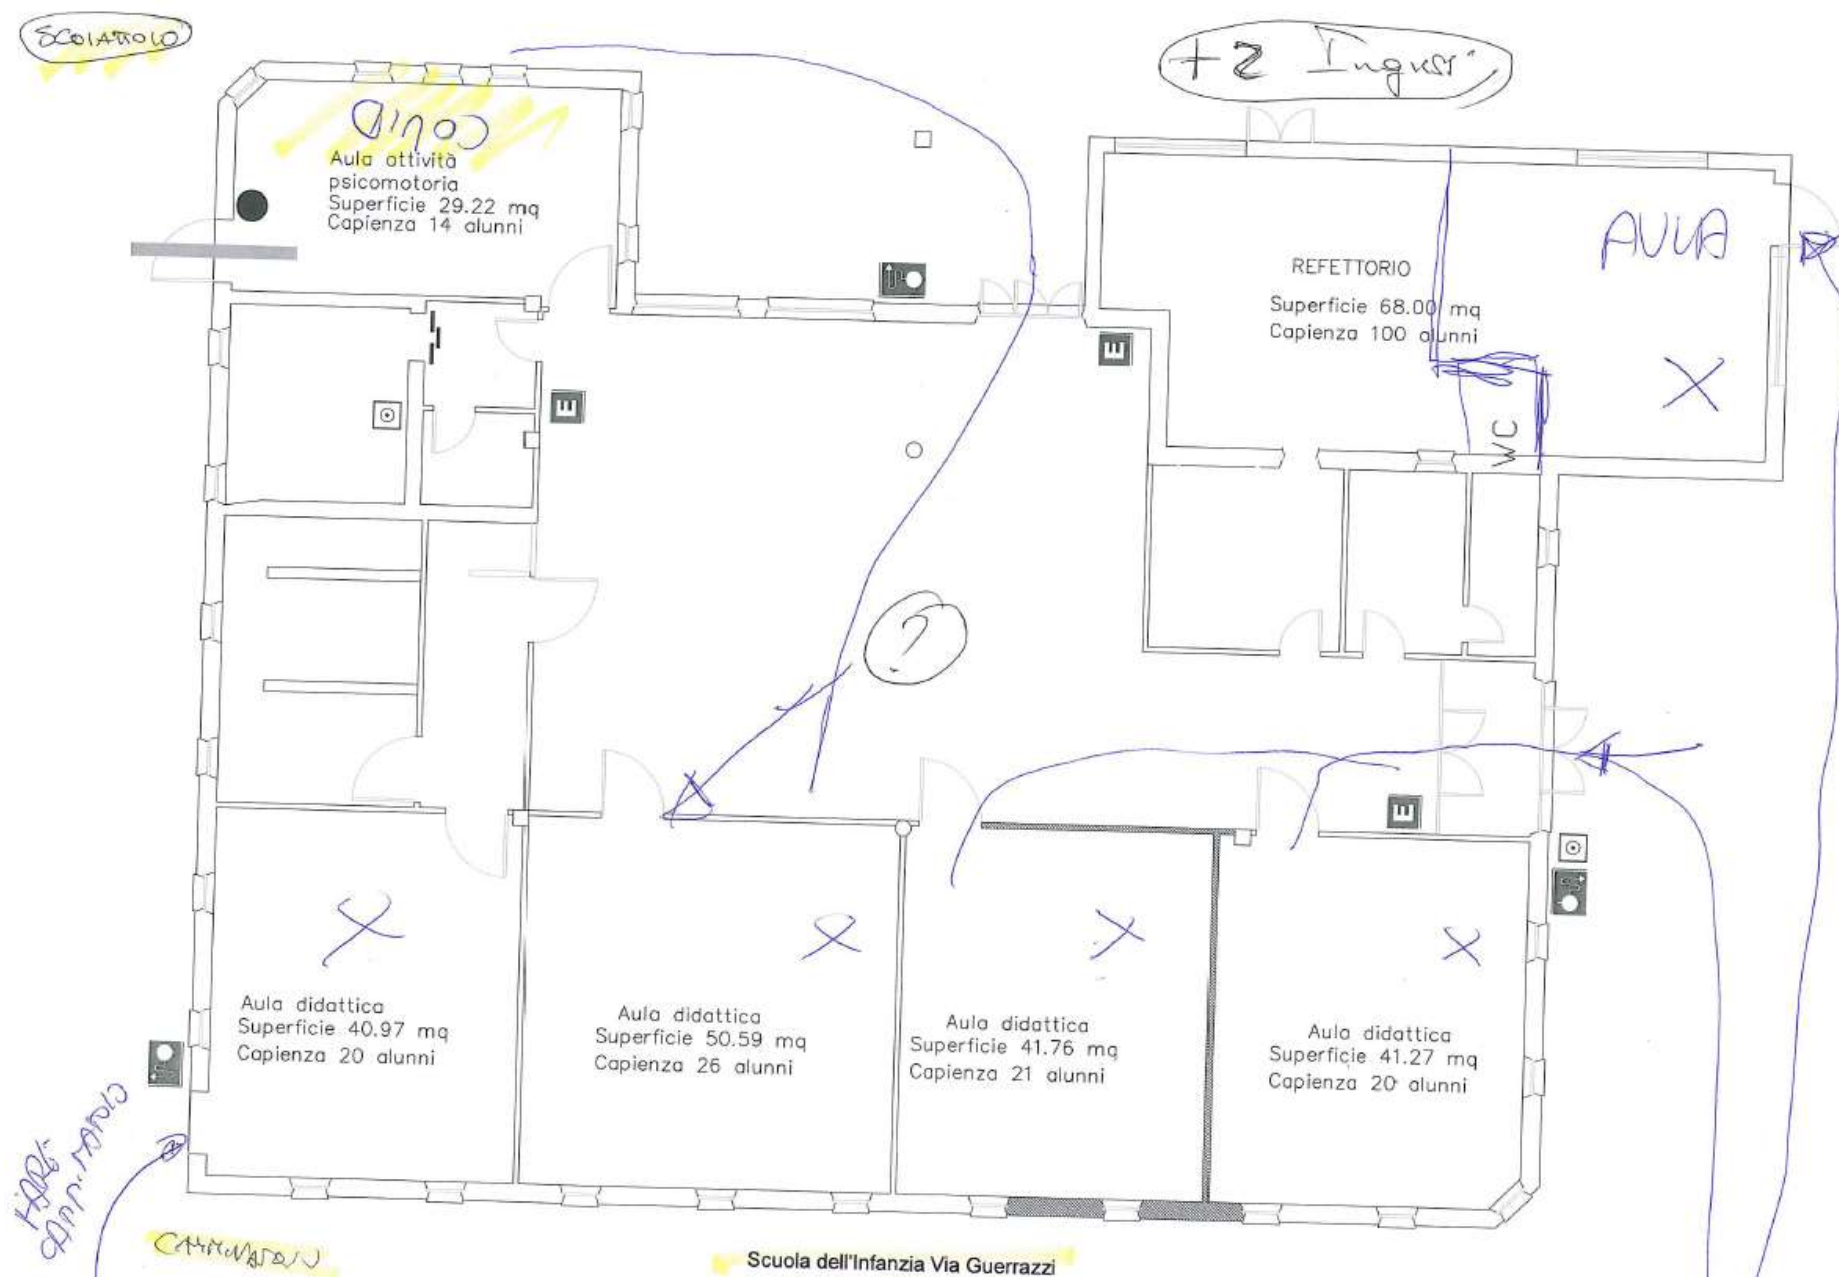 SCOIATTOLO
+2 Ingressi
COVID
Aula attività
psicomotoria
Superficie 29.22 mq
Capienza 14 alunni
AULA
REFETTORIO
Superficie 68.00 mq
Capienza 100 alunni
WC
E
E
?
E
Aula didattica
Superficie 40.97 mq
Capienza 20 alunni
Aula didattica
Superficie 50.59 mq
Capienza 26 alunni
Aula didattica
Superficie 41.76 mq
Capienza 21 alunni
Aula didattica
Superficie 41.27 mq
Capienza 20 alunni
Scuola dell'Infanzia Via Guerrazzi